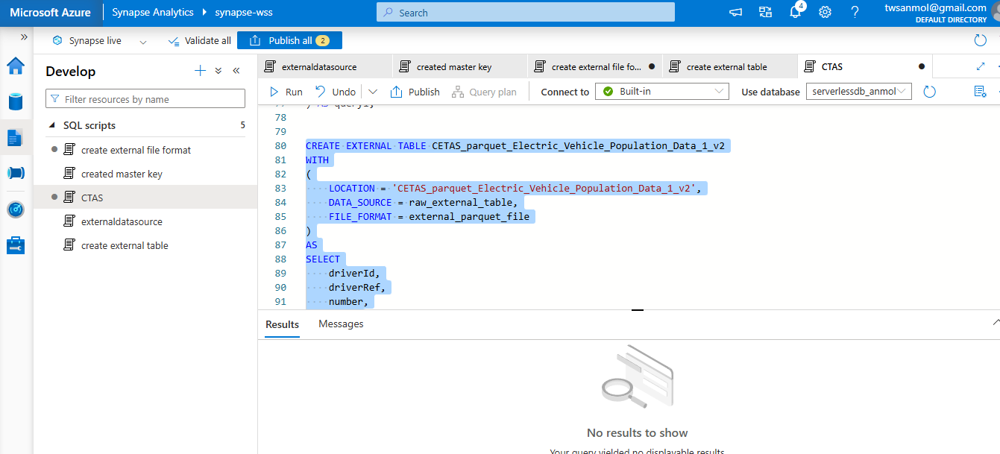 Microsoft Azure
Synapse Analytics
synapse-wss
Search
4
twsanmol@gmail.com
DEFAULT DIRECTORY
Synapse live
Validate all
Publish all 2
Develop
Filter resources by name
SQL scripts 5
create external file format
created master key
CTAS
externaldatasource
create external table
externaldatasource
created master key
create external file fo...
create external table
CTAS
Run
Undo
Publish
Query plan
Connect to
Built-in
Use database
serverlessdb_anmol
77 ) AS query1;
78
79
80 CREATE EXTERNAL TABLE CETAS_parquet_Electric_Vehicle_Population_Data_1_v2
81 WITH
82 (
83 LOCATION = 'CETAS_parquet_Electric_Vehicle_Population_Data_1_v2',
84 DATA_SOURCE = raw_external_table,
85 FILE_FORMAT = external_parquet_file
86 )
87 AS
88 SELECT
89 driverId,
90 driverRef,
91 number,
Results
Messages
No results to show
Your query yielded no displayable results